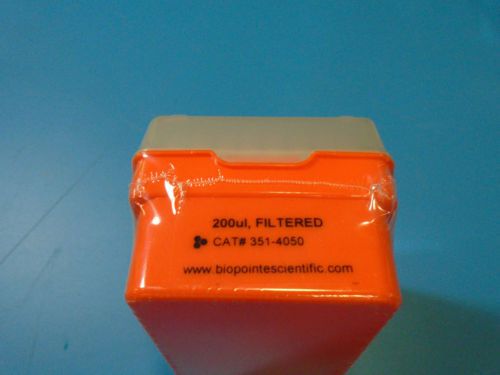 200ul, FILTERED
CAT# 351-4050
www.biopointescientific.com